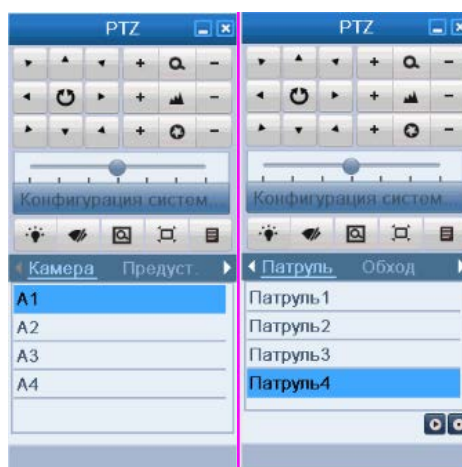 PTZ
Конфигурация систем
Камера Предуст.
A1
A2
A3
A4
PTZ
Конфигурация систем
Патруль Обход
Патруль1
Патруль2
Патруль3
Патруль4